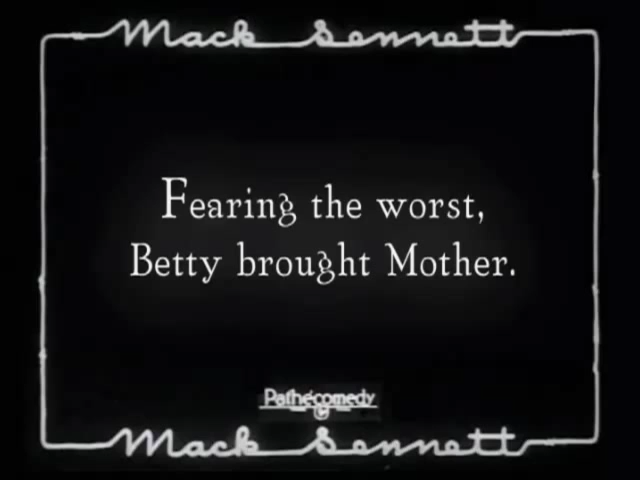 Mack Sennett
Fearing the worst,
Betty brought Mother.
Pathécomedy
©
Mack Sennett